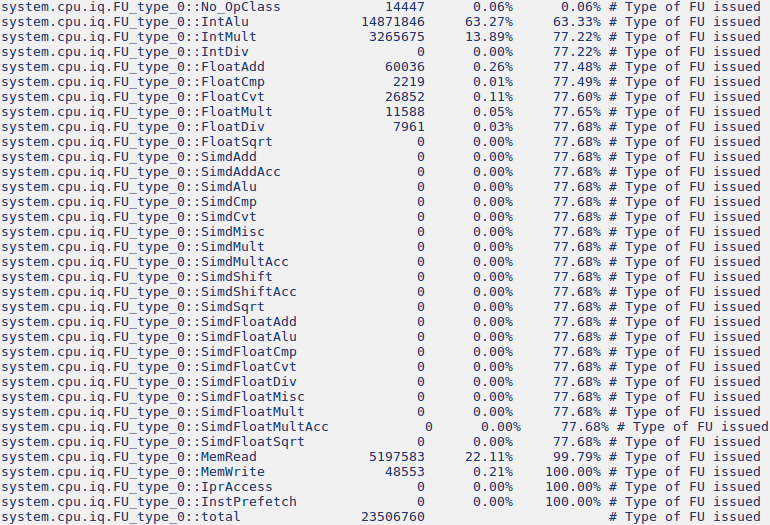 system.cpu.iq.FU_type_0::No_OpClass 14447 0.06% 0.06% # Type of FU issued
system.cpu.iq.FU_type_0::IntAlu 14871846 63.27% 63.33% # Type of FU issued
system.cpu.iq.FU_type_0::IntMult 3265675 13.89% 77.22% # Type of FU issued
system.cpu.iq.FU_type_0::IntDiv 0 0.00% 77.22% # Type of FU issued
system.cpu.iq.FU_type_0::FloatAdd 60036 0.26% 77.48% # Type of FU issued
system.cpu.iq.FU_type_0::FloatCmp 2219 0.01% 77.49% # Type of FU issued
system.cpu.iq.FU_type_0::FloatCvt 26852 0.11% 77.60% # Type of FU issued
system.cpu.iq.FU_type_0::FloatMult 11588 0.05% 77.65% # Type of FU issued
system.cpu.iq.FU_type_0::FloatDiv 7961 0.03% 77.68% # Type of FU issued
system.cpu.iq.FU_type_0::FloatSqrt 0 0.00% 77.68% # Type of FU issued
system.cpu.iq.FU_type_0::SimdAdd 0 0.00% 77.68% # Type of FU issued
system.cpu.iq.FU_type_0::SimdAddAcc 0 0.00% 77.68% # Type of FU issued
system.cpu.iq.FU_type_0::SimdAlu 0 0.00% 77.68% # Type of FU issued
system.cpu.iq.FU_type_0::SimdCmp 0 0.00% 77.68% # Type of FU issued
system.cpu.iq.FU_type_0::SimdCvt 0 0.00% 77.68% # Type of FU issued
system.cpu.iq.FU_type_0::SimdMisc 0 0.00% 77.68% # Type of FU issued
system.cpu.iq.FU_type_0::SimdMult 0 0.00% 77.68% # Type of FU issued
system.cpu.iq.FU_type_0::SimdMultAcc 0 0.00% 77.68% # Type of FU issued
system.cpu.iq.FU_type_0::SimdShift 0 0.00% 77.68% # Type of FU issued
system.cpu.iq.FU_type_0::SimdShiftAcc 0 0.00% 77.68% # Type of FU issued
system.cpu.iq.FU_type_0::SimdSqrt 0 0.00% 77.68% # Type of FU issued
system.cpu.iq.FU_type_0::SimdFloatAdd 0 0.00% 77.68% # Type of FU issued
system.cpu.iq.FU_type_0::SimdFloatAlu 0 0.00% 77.68% # Type of FU issued
system.cpu.iq.FU_type_0::SimdFloatCmp 0 0.00% 77.68% # Type of FU issued
system.cpu.iq.FU_type_0::SimdFloatCvt 0 0.00% 77.68% # Type of FU issued
system.cpu.iq.FU_type_0::SimdFloatDiv 0 0.00% 77.68% # Type of FU issued
system.cpu.iq.FU_type_0::SimdFloatMisc 0 0.00% 77.68% # Type of FU issued
system.cpu.iq.FU_type_0::SimdFloatMult 0 0.00% 77.68% # Type of FU issued
system.cpu.iq.FU_type_0::SimdFloatMultAcc 0 0.00% 77.68% # Type of FU issued
system.cpu.iq.FU_type_0::SimdFloatSqrt 0 0.00% 77.68% # Type of FU issued
system.cpu.iq.FU_type_0::MemRead 5197583 22.11% 99.79% # Type of FU issued
system.cpu.iq.FU_type_0::MemWrite 48553 0.21% 100.00% # Type of FU issued
system.cpu.iq.FU_type_0::IprAccess 0 0.00% 100.00% # Type of FU issued
system.cpu.iq.FU_type_0::InstPrefetch 0 0.00% 100.00% # Type of FU issued
system.cpu.iq.FU_type_0::total 23506760 # Type of FU issued